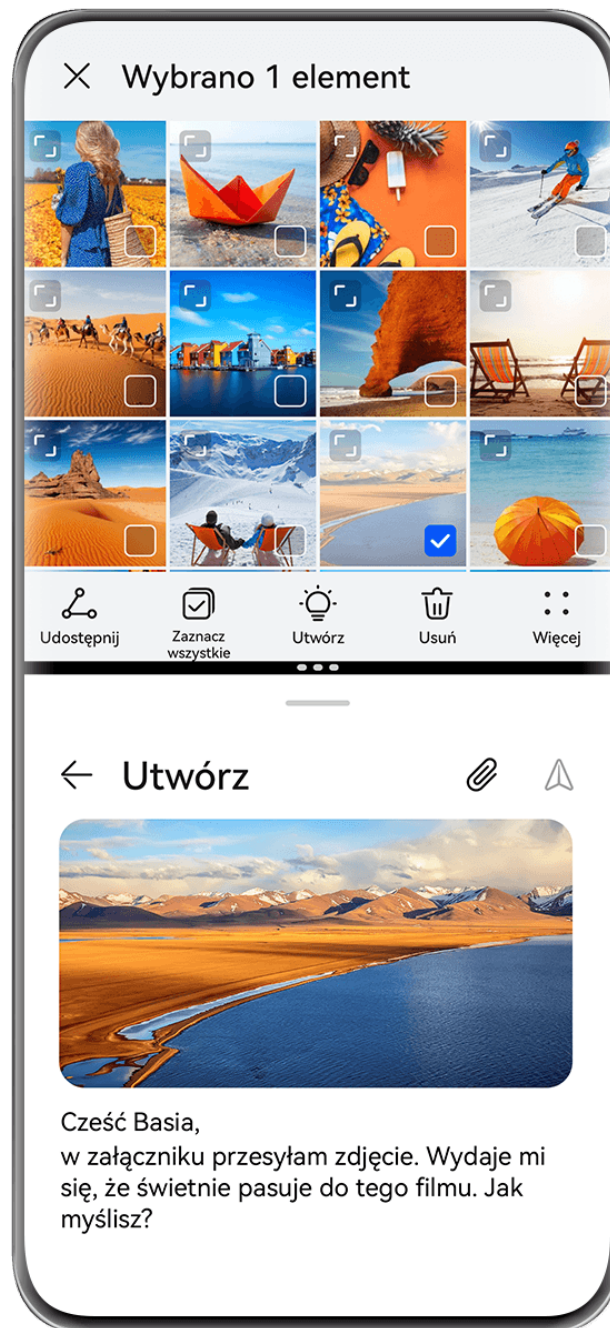 Wybrano 1 element
Udostępnij
Zaznacz
wszystkie
Utwórz
Usuń
Więcej
Utwórz
Cześć Basia,
w załączniku przesyłam zdjęcie. Wydaje mi
się, że świetnie pasuje do tego filmu. Jak
myślisz?